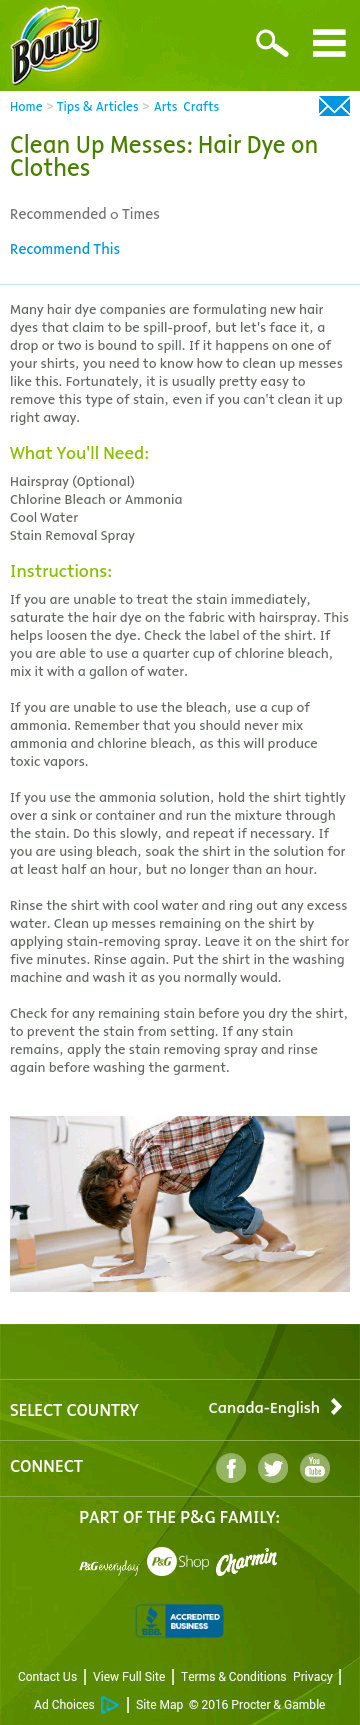 Bounty
Home > Tips & Articles > Arts Crafts
Clean Up Messes: Hair Dye on
Clothes
Recommended 0 Times
Recommend This
Many hair dye companies are formulating new hair
dyes that claim to be spill-proof, but let's face it, a
drop or two is bound to spill. If it happens on one of
your shirts, you need to know how to clean up messes
like this. Fortunately, it is usually pretty easy to
remove this type of stain, even if you can't clean it up
right away.
What You'll Need:
Hairspray (Optional)
Chlorine Bleach or Ammonia
Cool Water
Stain Removal Spray
Instructions:
If you are unable to treat the stain immediately,
saturate the hair dye on the fabric with hairspray. This
helps loosen the dye. Check the label of the shirt. If
you are able to use a quarter cup of chlorine bleach,
mix it with a gallon of water.
If you are unable to use the bleach, use a cup of
ammonia. Remember that you should never mix
ammonia and chlorine bleach, as this will produce
toxic vapors.
If you use the ammonia solution, hold the shirt tightly
over a sink or container and run the mixture through
the stain. Do this slowly, and repeat if necessary. If
you are using bleach, soak the shirt in the solution for
at least half an hour, but no longer than an hour.
Rinse the shirt with cool water and ring out any excess
water. Clean up messes remaining on the shirt by
applying stain-removing spray. Leave it on the shirt for
five minutes. Rinse again. Put the shirt in the washing
machine and wash it as you normally would.
Check for any remaining stain before you dry the shirt,
to prevent the stain from setting. If any stain
remains, apply the stain removing spray and rinse
again before washing the garment.
SELECT COUNTRY Canada-English
CONNECT f You Tube
PART OF THE P&G FAMILY:
P&G everyday P&G Shop Charmin
BBB ACCREDITED BUSINESS
Contact Us | View Full Site | Terms & Conditions Privacy |
Ad Choices | Site Map © 2016 Procter & Gamble